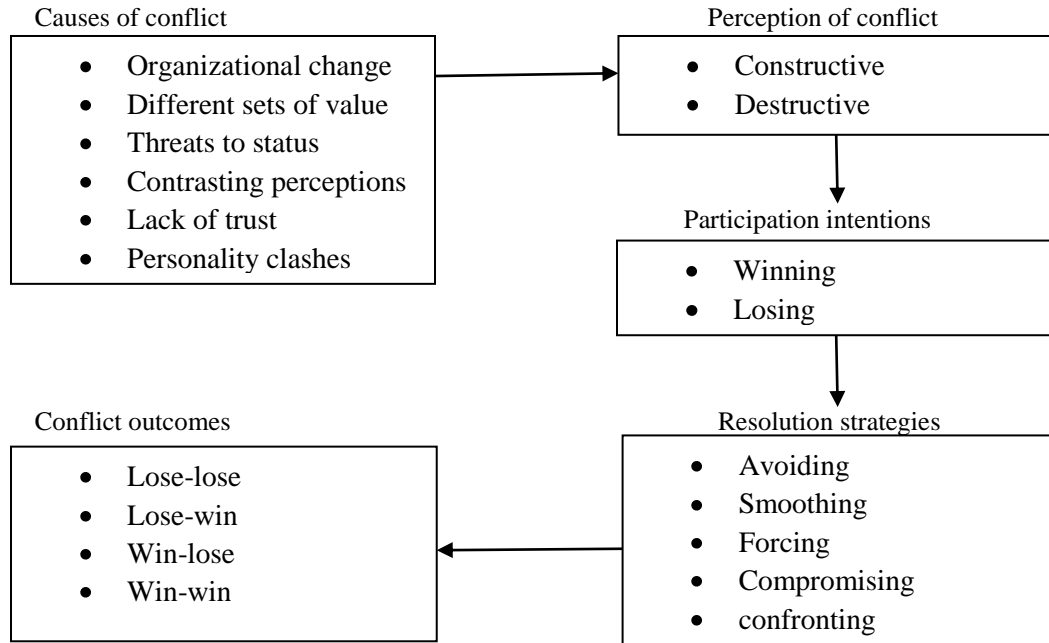 Causes of conflict
• Organizational change
• Different sets of value
• Threats to status
• Contrasting perceptions
• Lack of trust
• Personality clashes
Perception of conflict
• Constructive
• Destructive
Participation intentions
• Winning
• Losing
Resolution strategies
• Avoiding
• Smoothing
• Forcing
• Compromising
• confronting
Conflict outcomes
• Lose-lose
• Lose-win
• Win-lose
• Win-win